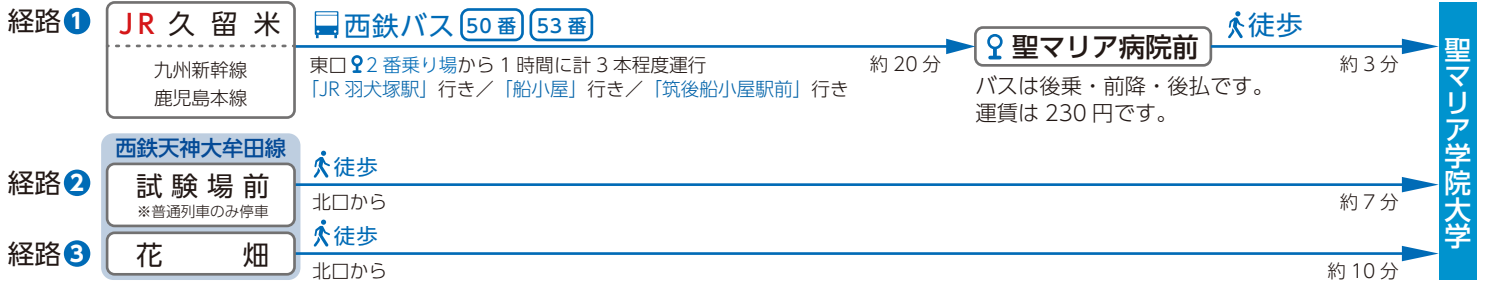 経路❶
JR 久留米
九州新幹線
鹿児島本線
西鉄バス 50番 53番
東口 2番乗り場から1時間に計3本程度運行
「JR羽犬塚駅」行き／「船小屋」行き／「筑後船小屋駅前」行き
約20分
聖マリア病院前
バスは後乗・前降・後払です。
運賃は230円です。
徒歩
約3分
経路❷
西鉄天神大牟田線
試験場前
※普通列車のみ停車
徒歩
北口から
約7分
経路❸
花畑
徒歩
北口から
約10分
聖マリア学院大学